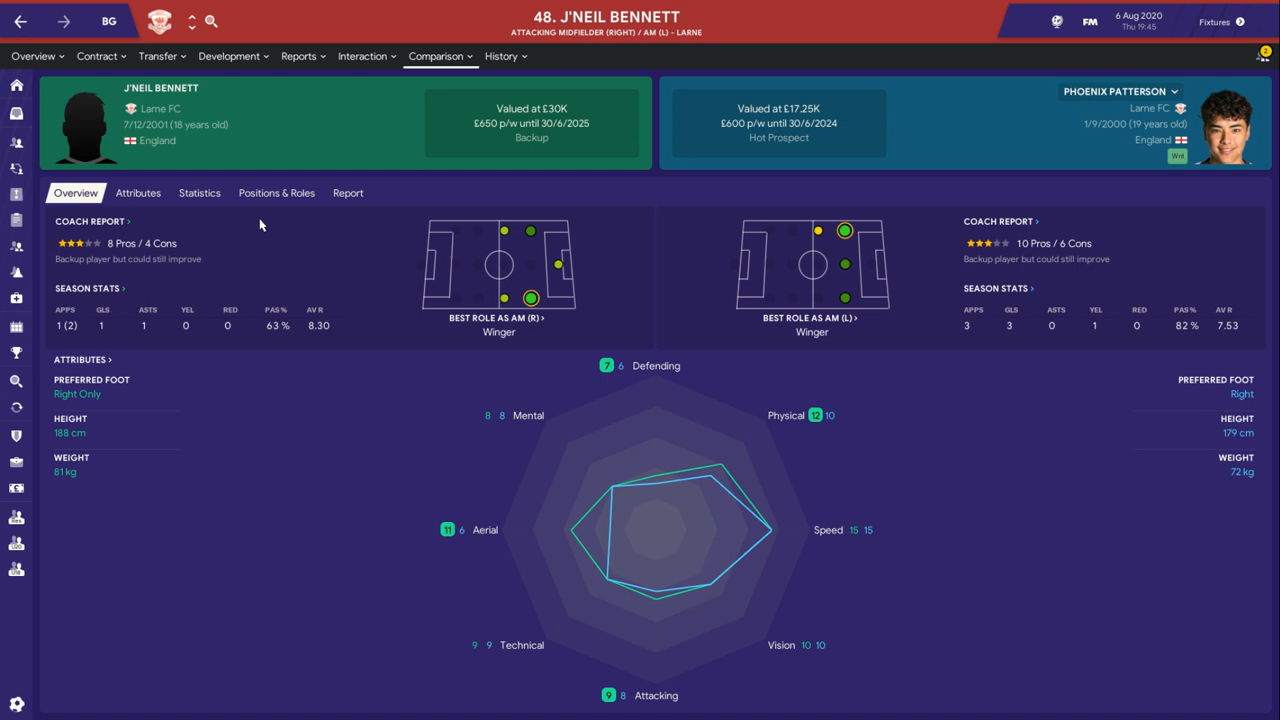 BG
48. J'NEIL BENNETT
ATTACKING MIDFIELDER (RIGHT) / AM (L) - LARNE
FM
6 Aug 2020
Thu 19:45
Fixtures
Overview
Contract
Transfer
Development
Reports
Interaction
Comparison
History
2
J'NEIL BENNETT
Larne FC
7/12/2001 (18 years old)
England
Valued at £30K
£650 p/w until 30/6/2025
Backup
Valued at £17.25K
£600 p/w until 30/6/2024
Hot Prospect
PHOENIX PATTERSON
Larne FC
1/9/2000 (19 years old)
England
Wnt
Overview
Attributes
Statistics
Positions & Roles
Report
COACH REPORT >
8 Pros / 4 Cons
Backup player but could still improve
SEASON STATS >
APPS GLS ASTS YEL RED PAS% AV R
1 (2) 1 1 0 0 63 % 8.30
BEST ROLE AS AM (R) >
Winger
BEST ROLE AS AM (L) >
Winger
COACH REPORT >
10 Pros / 6 Cons
Backup player but could still improve
SEASON STATS >
APPS GLS ASTS YEL RED PAS% AV R
3 3 0 1 0 82 % 7.53
ATTRIBUTES >
PREFERRED FOOT
Right Only
HEIGHT
188 cm
WEIGHT
81 kg
7 6 Defending
8 8 Mental
Physical 12 10
11 6 Aerial
Speed 15 15
9 9 Technical
Vision 10 10
9 8 Attacking
PREFERRED FOOT
Right
HEIGHT
179 cm
WEIGHT
72 kg